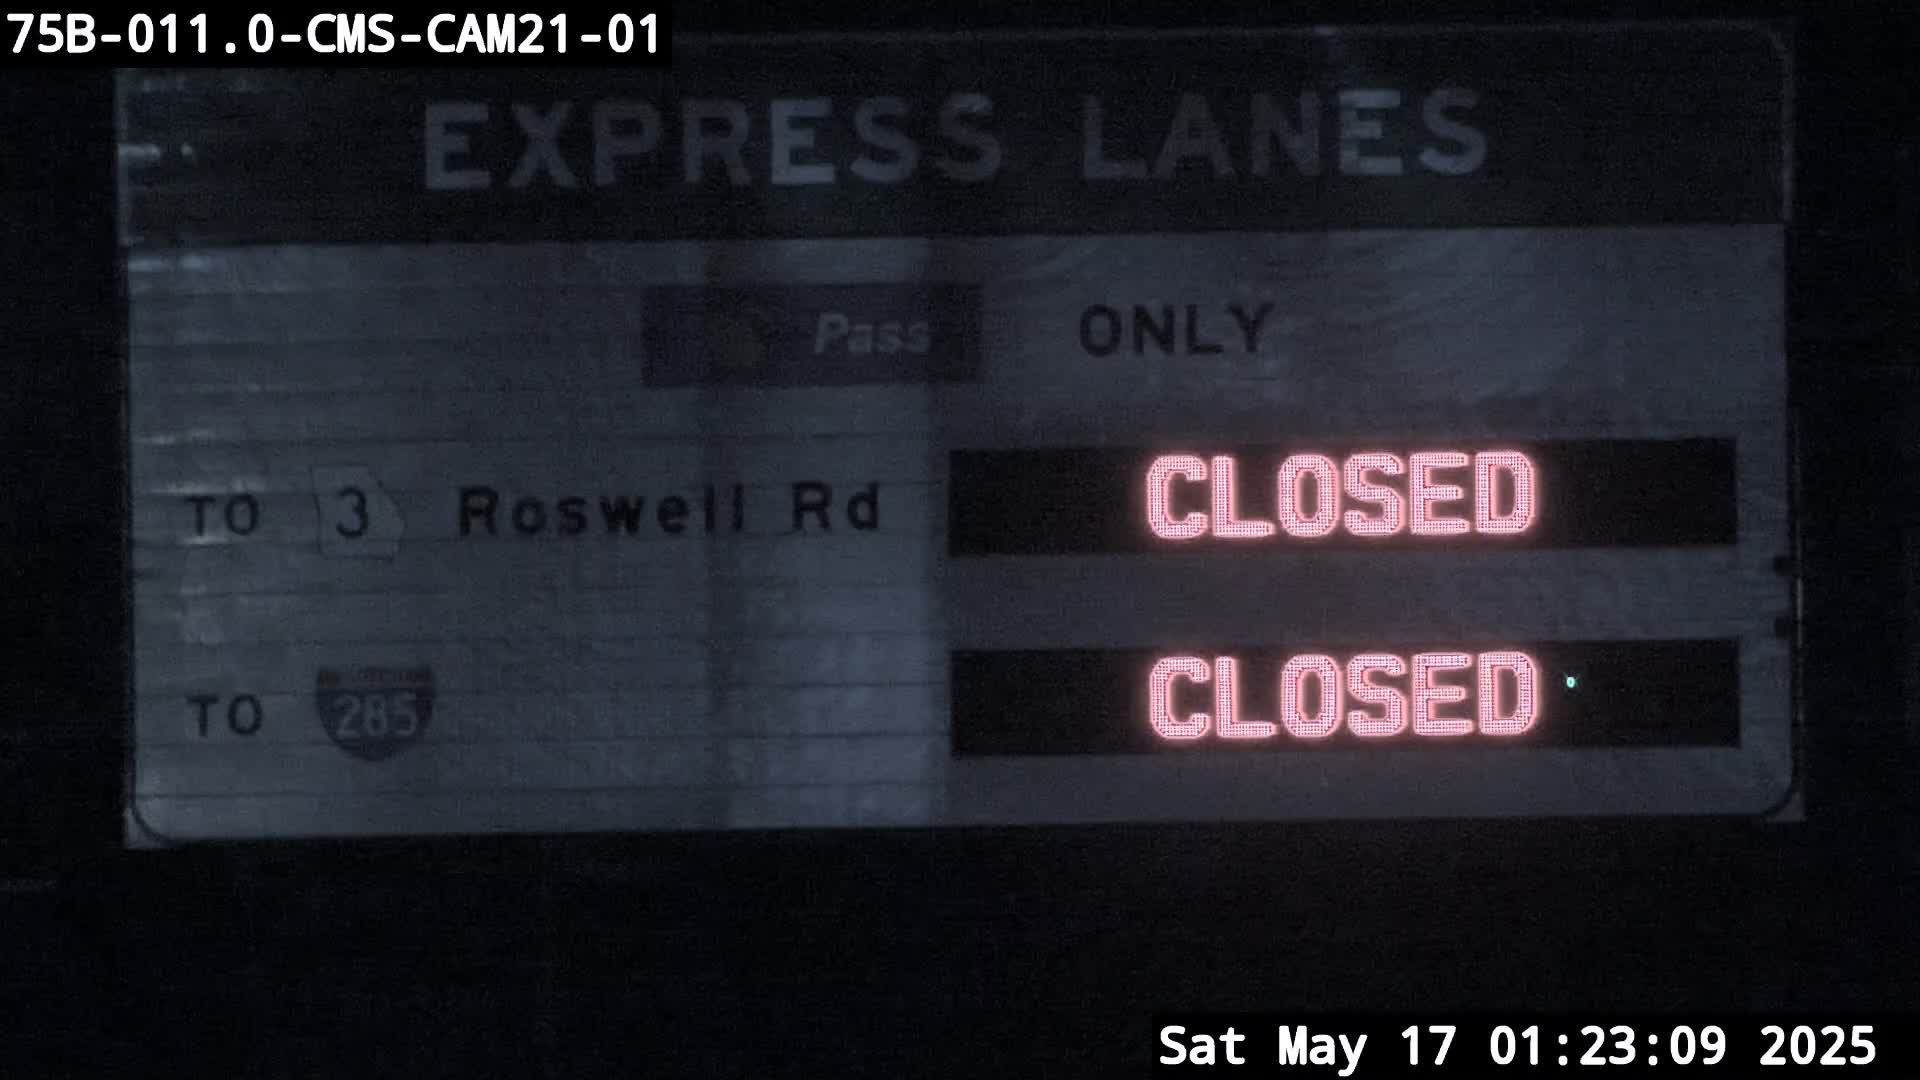 75B-011.0-CMS-CAM21-01
EXPRESS LANES
Pass ONLY
TO 3 Roswell Rd CLOSED
TO 285 CLOSED
Sat May 17 01:23:09 2025